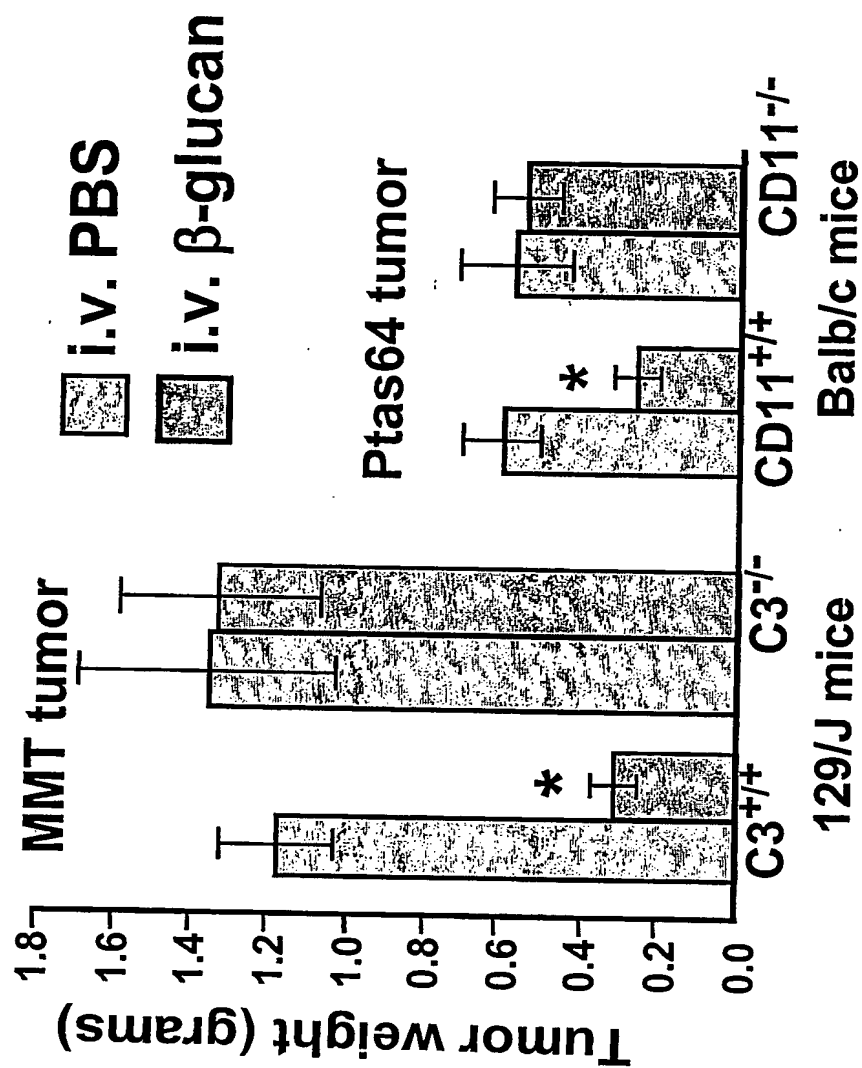 Tumor weight (grams)
1.8
1.6
1.4
1.2
1.0
0.8
0.6
0.4
0.2
0.0
MMT tumor
i.v. PBS
i.v. β-glucan
Ptas64 tumor
*
*
C3+/+
C3-/-
CD11+/+
CD11-/-
129/J mice
Balb/c mice